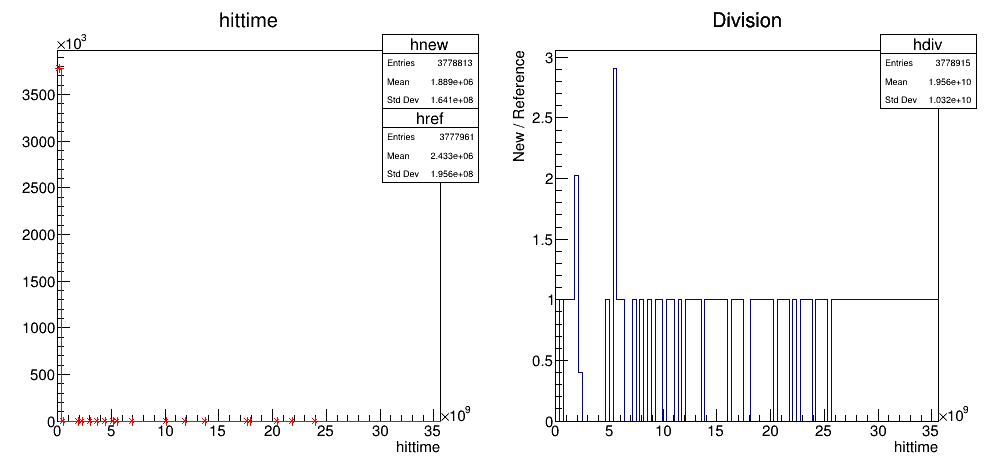 hittime
×10³
hnew
Entries 3778813
Mean 1.889e+06
Std Dev 1.641e+08
href
Entries 3777961
Mean 2.433e+06
Std Dev 1.956e+08
3500
3000
2500
2000
1500
1000
500
0
0 5 10 15 20 25 30 35
×10⁹
hittime
Division
hdiv
Entries 3778915
Mean 1.956e+10
Std Dev 1.032e+10
New / Reference
3
2.5
2
1.5
1
0.5
0
0 5 10 15 20 25 30 35
×10⁹
hittime